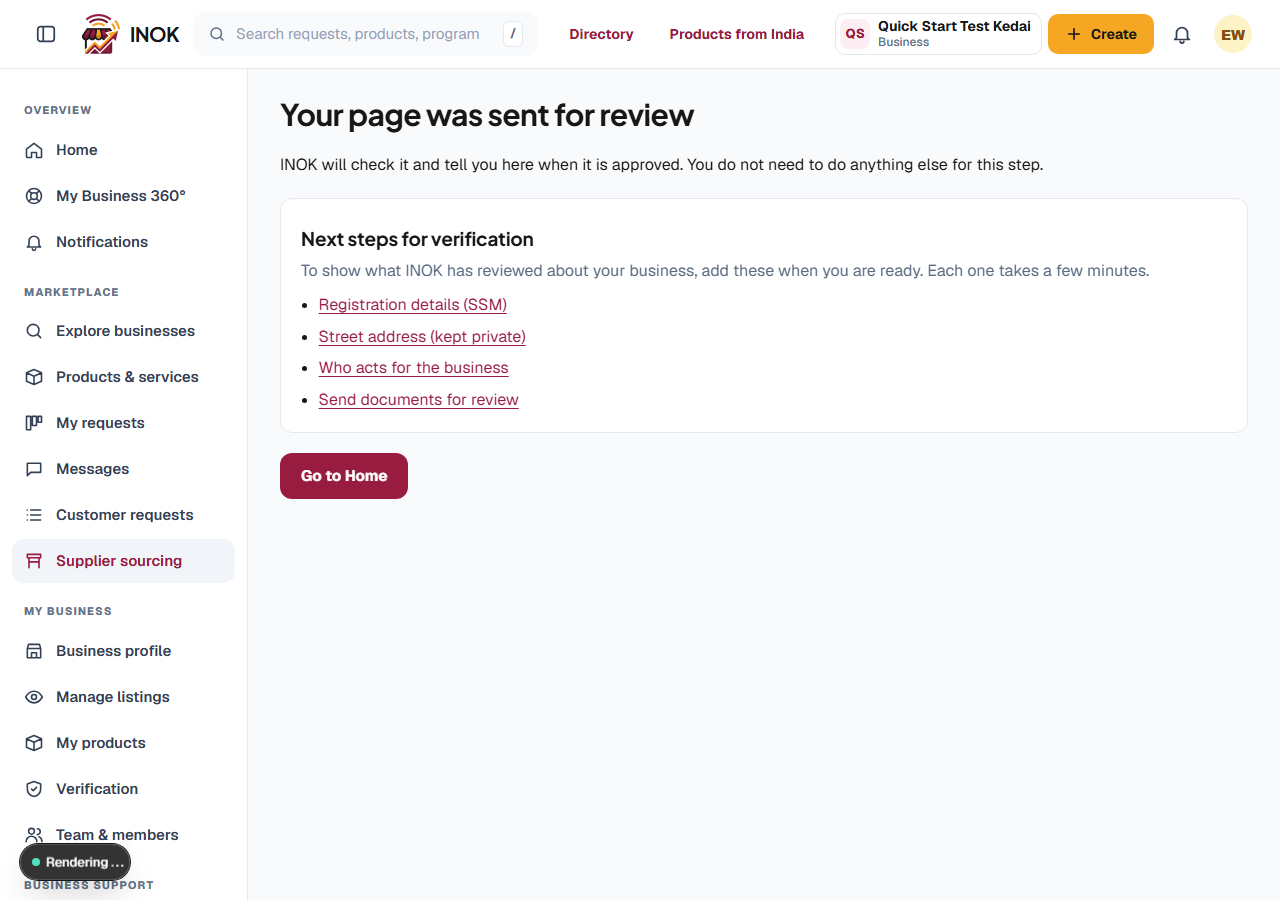 INOK
Search requests, products, program
/
Directory
Products from India
QS
Quick Start Test Kedai
Business
Create
EW
OVERVIEW
Home
My Business 360°
Notifications
MARKETPLACE
Explore businesses
Products & services
My requests
Messages
Customer requests
Supplier sourcing
MY BUSINESS
Business profile
Manage listings
My products
Verification
Team & members
Rendering ...
BUSINESS SUPPORT
Your page was sent for review
INOK will check it and tell you here when it is approved. You do not need to do anything else for this step.
Next steps for verification
To show what INOK has reviewed about your business, add these when you are ready. Each one takes a few minutes.
Registration details (SSM)
Street address (kept private)
Who acts for the business
Send documents for review
Go to Home